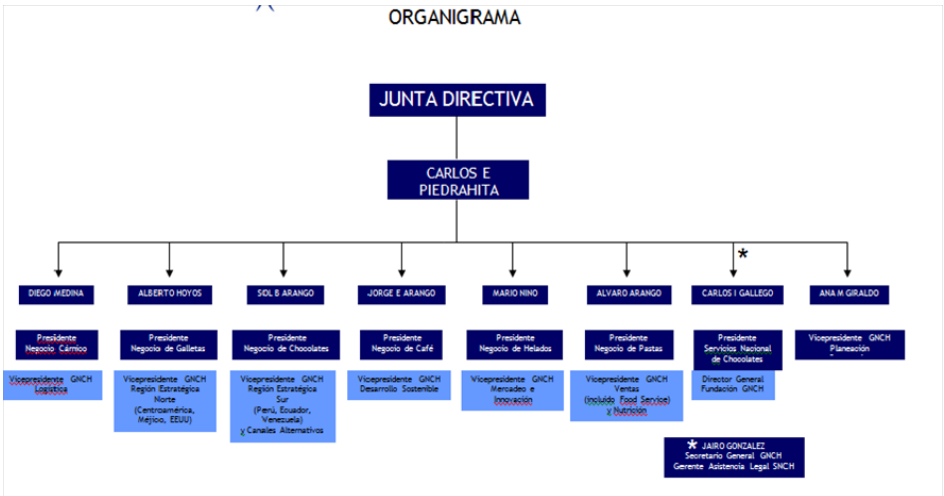 ORGANIGRAMA
JUNTA DIRECTIVA
CARLOS E
PIEDRAHITA
*
DIEGO MEDINA
ALBERTO HOYOS
SOL B ARANGO
JORGE E ARANGO
MARIO NINO
ALVARO ARANGO
CARLOS I GALLEGO
ANA M GIRALDO
Presidente
Negocio Cárnico
Presidente
Negocio de Galletas
Presidente
Negocio de Chocolates
Presidente
Negocio de Café
Presidente
Negocio de Helados
Presidente
Negocio de Pastas
Presidente
Servicios Nacional
de Chocolates
Vicepresidente GNCH
Planeación
Vicepresidente GNCH
Logística
Vicepresidente GNCH
Región Estratégica
Norte
(Centroamérica,
Méjico, EEUU)
Vicepresidente GNCH
Región Estratégica
Sur
(Perú, Ecuador,
Venezuela)
y Canales Alternativos
Vicepresidente GNCH
Desarrollo Sostenible
Vicepresidente GNCH
Mercadeo e
Innovación
Vicepresidente GNCH
Ventas
(incluido Food Service)
y Nutrición
Director General
Fundación GNCH
* JAIRO GONZALEZ
Secretario General GNCH
Gerente Asistencia Legal SNCH